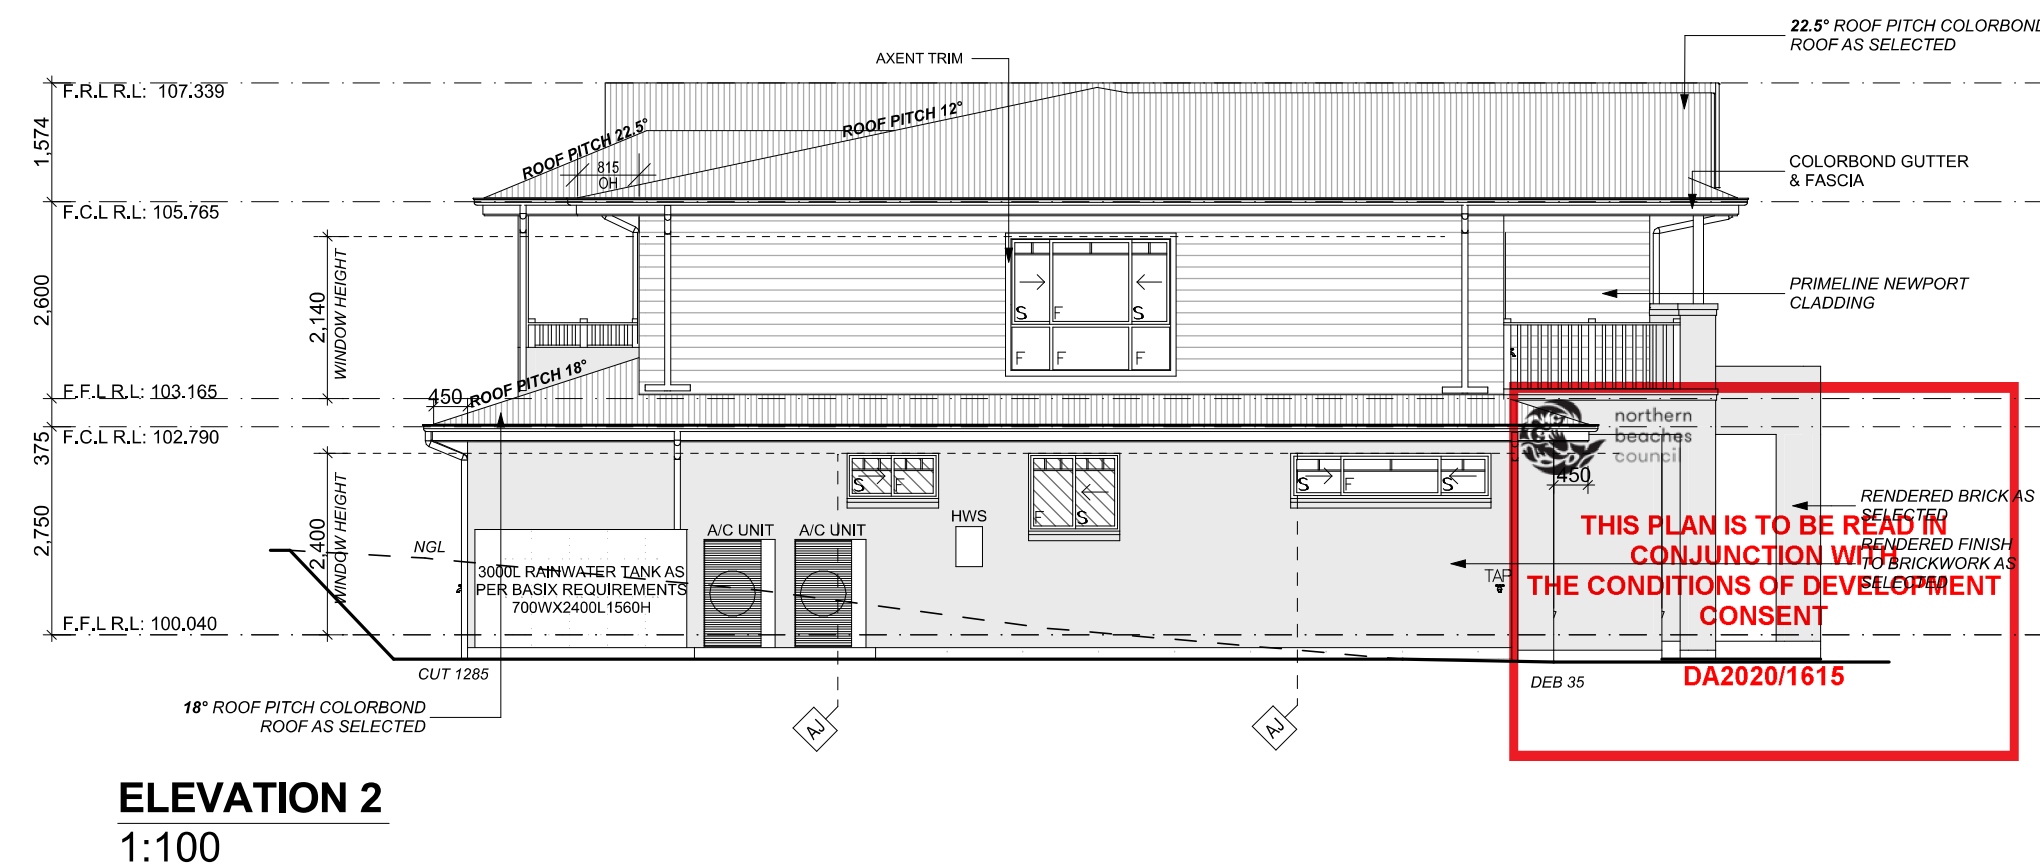 22.5° ROOF PITCH COLORBOND
ROOF AS SELECTED
AXENT TRIM
F.R.L R.L: 107.339
1,574
ROOF PITCH 22.5°
ROOF PITCH 12°
815
OH
COLORBOND GUTTER
& FASCIA
F.C.L R.L: 105.765
2,600
2,140
WINDOW HEIGHT
S
F
S
F
F
F
PRIMELINE NEWPORT
CLADDING
ROOF PITCH 18°
450
F.F.L R.L: 103.165
375
F.C.L R.L: 102.790
northern
beaches
council
450
2,750
2,400
WINDOW HEIGHT
S
F
F
S
S
F
S
A/C UNIT
A/C UNIT
HWS
NGL
3000L RAINWATER TANK AS
PER BASIX REQUIREMENTS
700WX2400L1560H
TAP
RENDERED BRICK AS
SELECTED
RENDERED FINISH
TO BRICKWORK AS
SELECTED
THIS PLAN IS TO BE READ IN
CONJUNCTION WITH
THE CONDITIONS OF DEVELOPMENT
CONSENT
DA2020/1615
F.F.L R.L: 100.040
CUT 1285
DEB 35
18° ROOF PITCH COLORBOND
ROOF AS SELECTED
AJ
AJ
ELEVATION 2
1:100